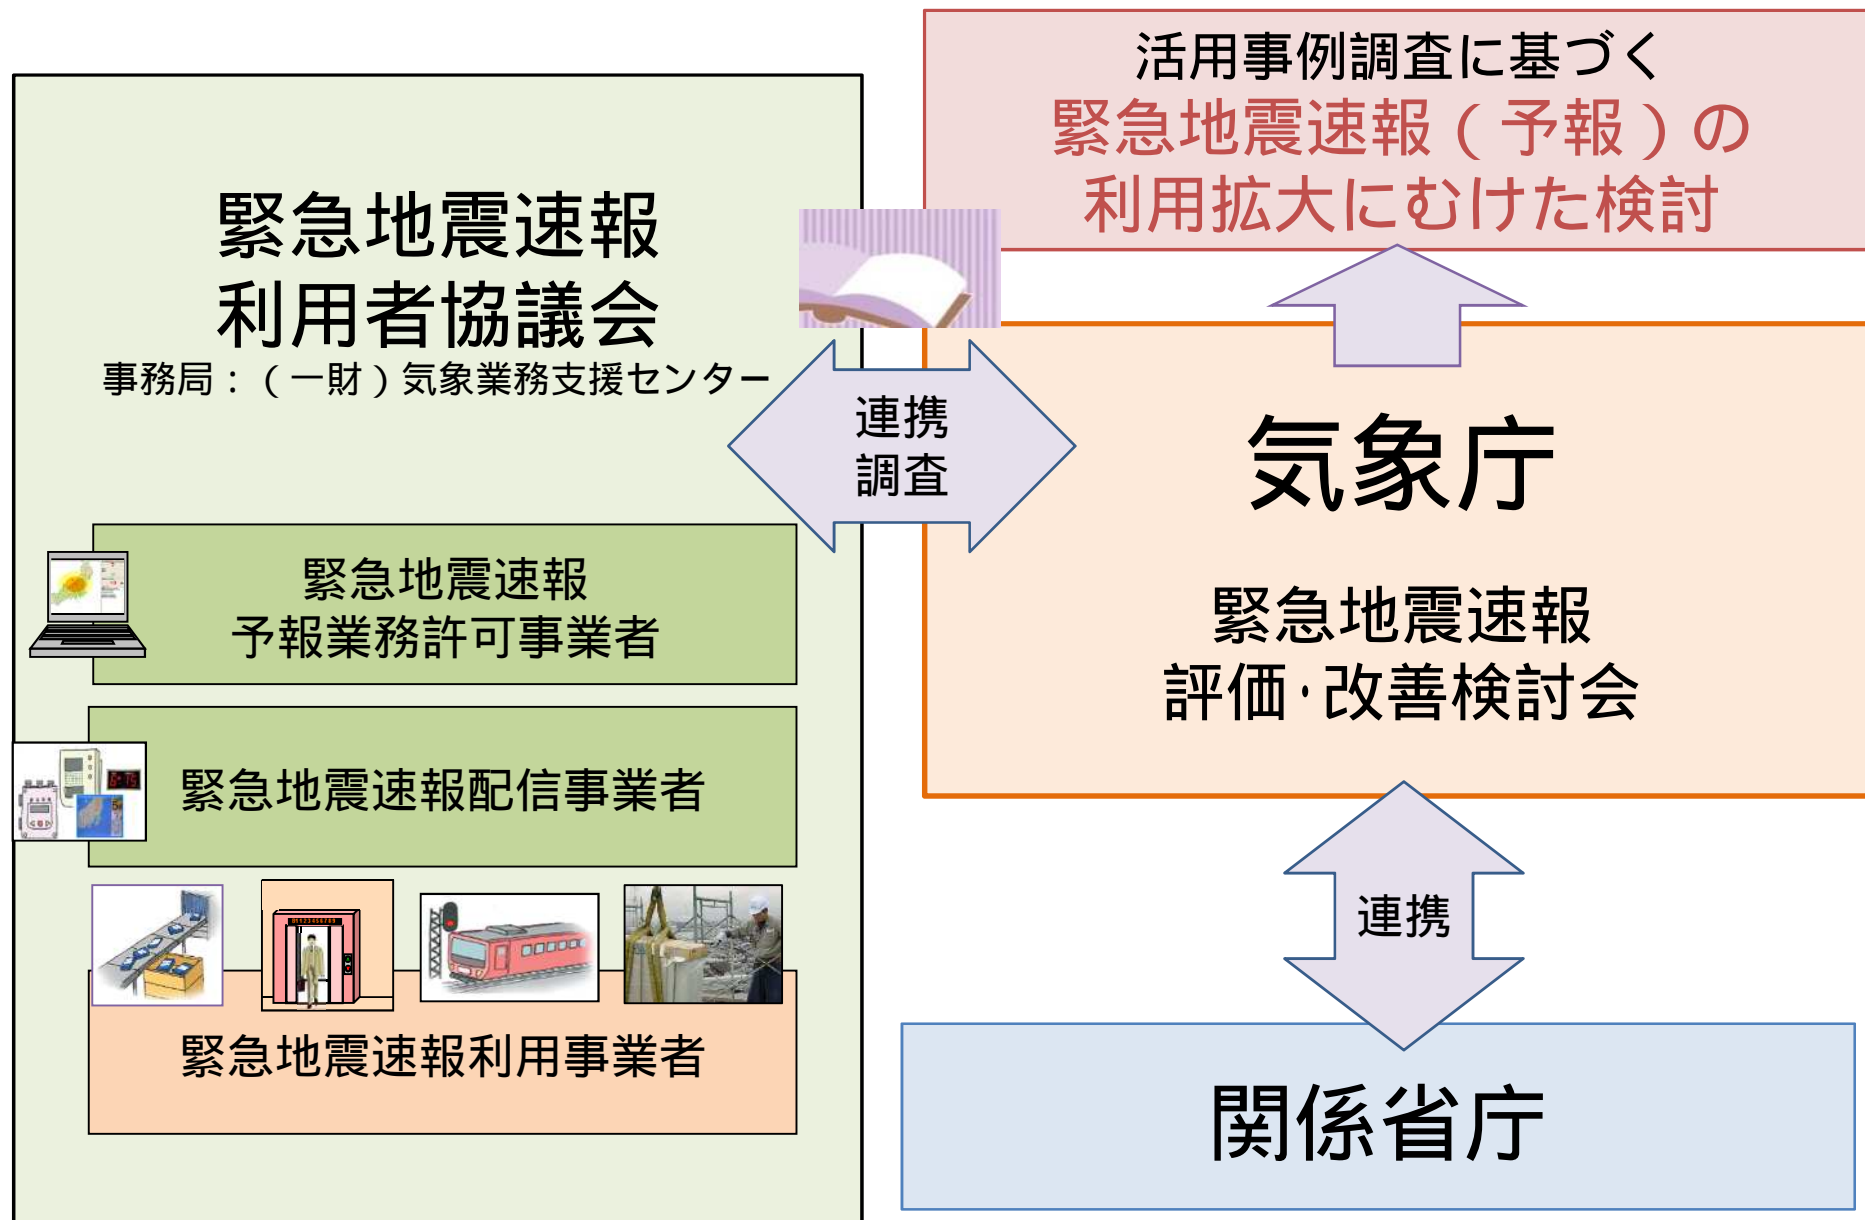 活用事例調査に基づく
緊急地震速報(予報)の
利用拡大にむけた検討
緊急地震速報
利用者協議会
事務局:(一財)気象業務支援センター
連携
調査
気象庁
緊急地震速報
評価・改善検討会
緊急地震速報
予報業務許可事業者
緊急地震速報配信事業者
緊急地震速報利用事業者
連携
関係省庁